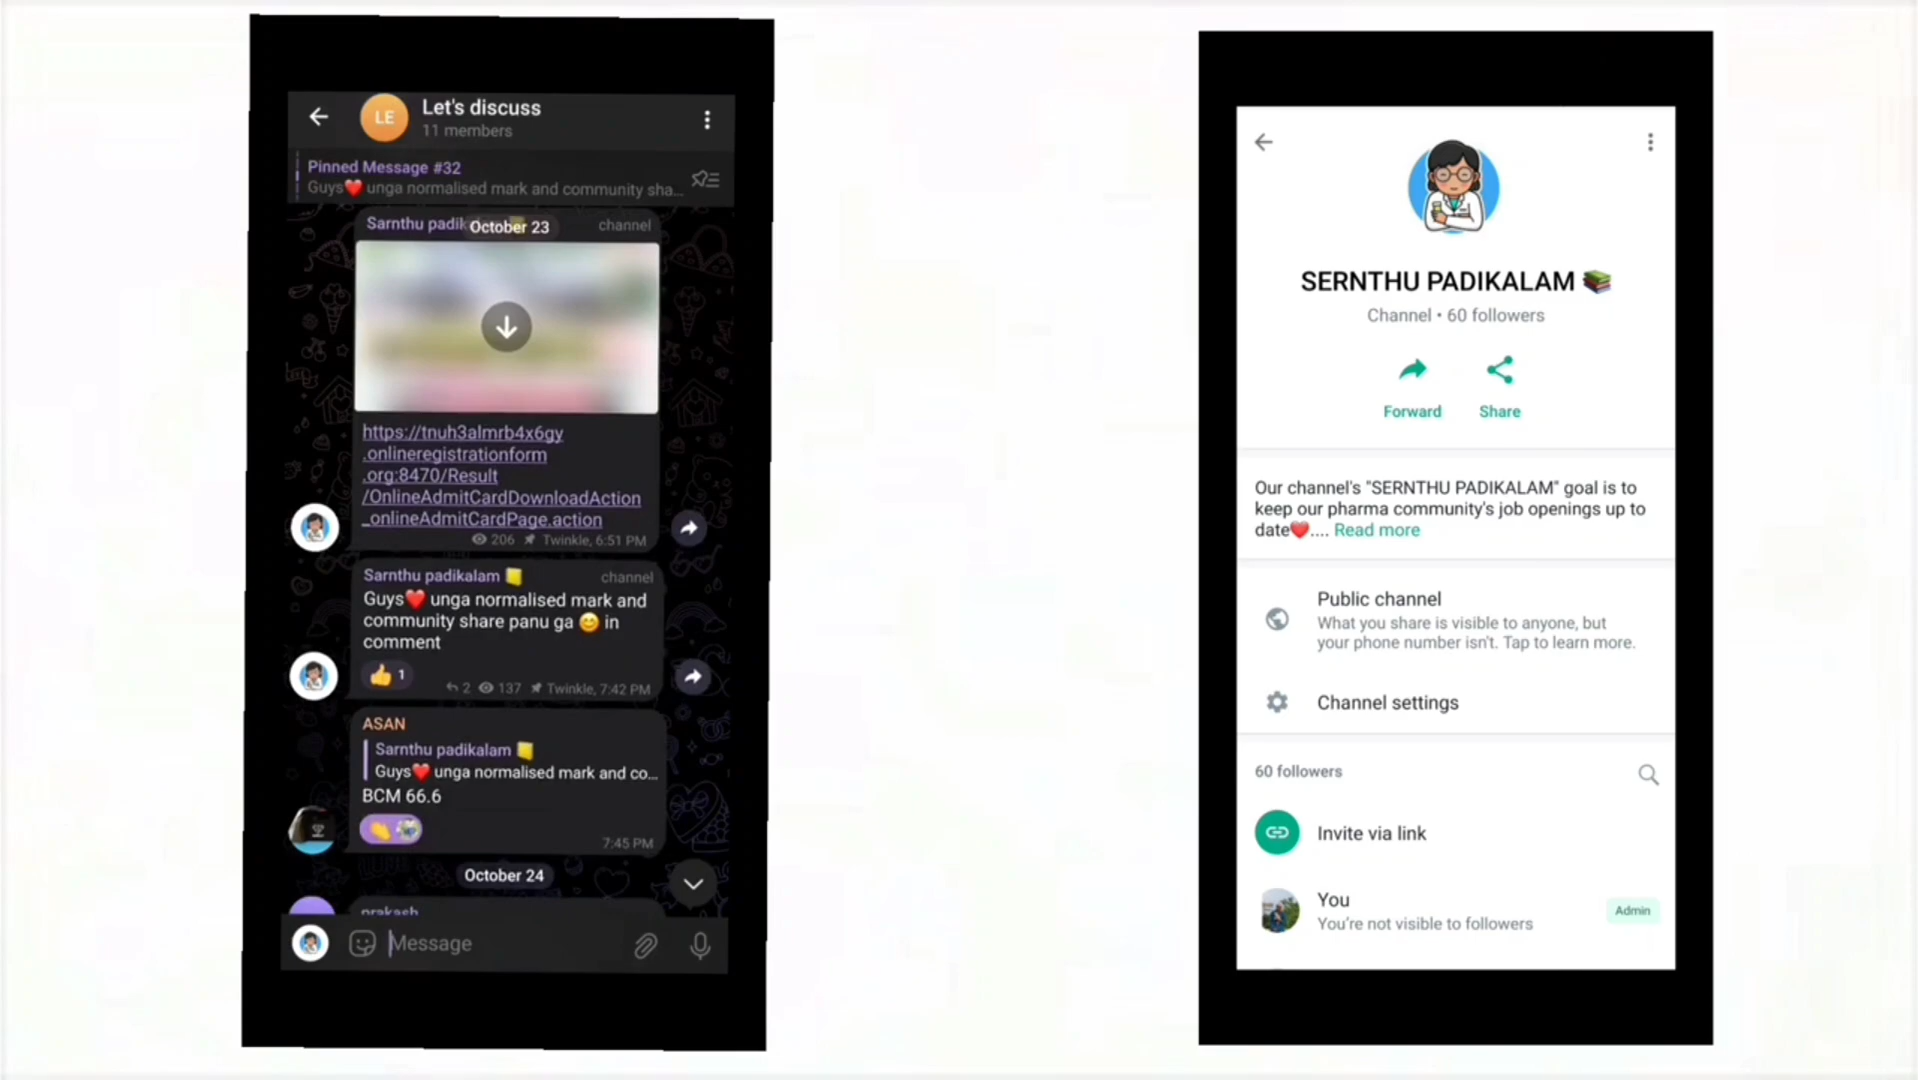 LE
Let's discuss
11 members
Pinned Message #32
Guys❤️ unga normalised mark and community sha...
Sarnthu padik
October 23
channel
https://tnuh3almrb4x6gy
.onlineregistrationform
.org:8470/Result
/OnlineAdmitCardDownloadAction
_onlineAdmitCardPage.action
206 Twinkle, 6:51 PM
Sarnthu padikalam 📒 channel
Guys❤️ unga normalised mark and
community share panu ga 😊 in
comment
👍 1
2 137 Twinkle, 7:42 PM
ASAN
Sarnthu padikalam 📒
Guys❤️ unga normalised mark and co...
BCM 66.6
7:45 PM
October 24
prakash
Message
SERNTHU PADIKALAM 📚
Channel • 60 followers
Forward Share
Our channel's "SERNTHU PADIKALAM" goal is to
keep our pharma community's job openings up to
date❤️.... Read more
Public channel
What you share is visible to anyone, but
your phone number isn't. Tap to learn more.
Channel settings
60 followers
Invite via link
You
You're not visible to followers
Admin